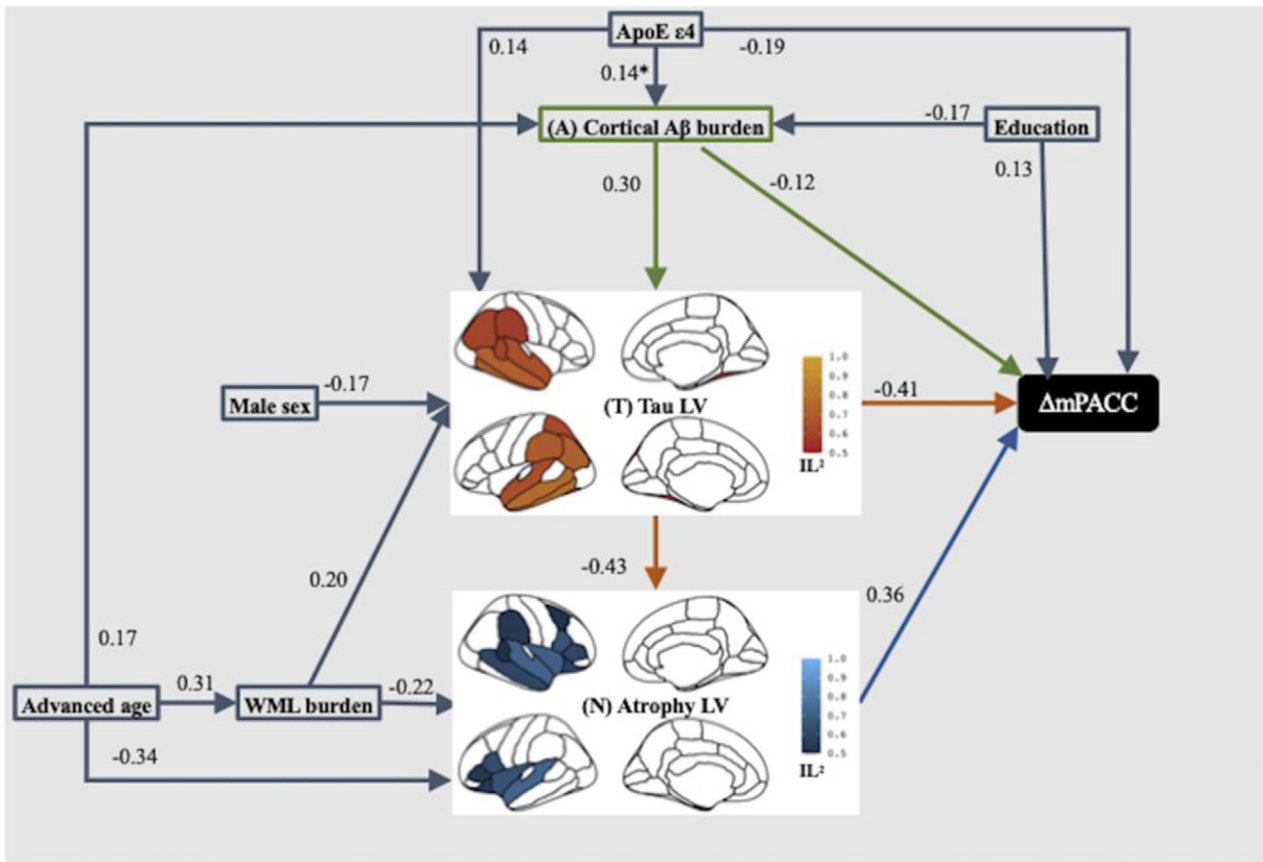 ApoE ε4
0.14
-0.19
0.14*
(A) Cortical Aβ burden
-0.17
Education
0.30
-0.12
0.13
1.0
0.9
0.8
0.7
0.6
0.5
IL²
Male sex
-0.17
(T) Tau LV
-0.41
ΔmPACC
0.20
-0.43
0.36
0.17
1.0
0.9
0.8
0.7
0.6
0.5
IL²
Advanced age
0.31
WML burden
-0.22
(N) Atrophy LV
-0.34